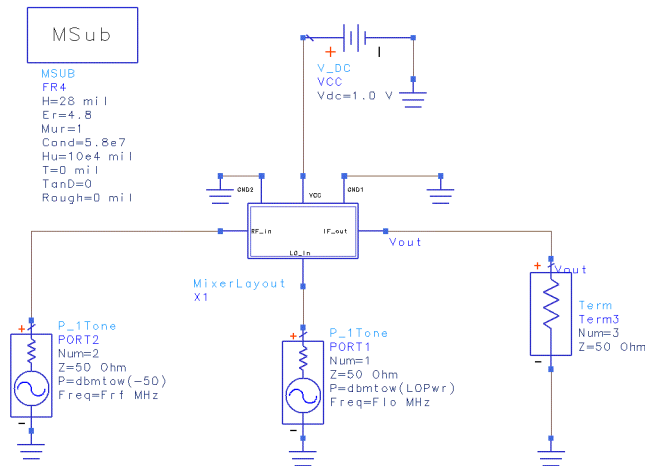 MSub
MSUB
FR4
H=28 mil
Er=4.8
Mur=1
Cond=5.8e7
Hu=10e4 mil
T=0 mil
TanD=0
Rough=0 mil
V_DC
VCC
Vdc=1.0 V
GND2
VCC
GND1
RF_in
IF_out
LO_in
Vout
MixerLayout
X1
Vout
Term
Term3
Num=3
Z=50 Ohm
P_1Tone
PORT2
Num=2
Z=50 Ohm
P=dbmtow(-50)
Freq=Frf MHz
P_1Tone
PORT1
Num=1
Z=50 Ohm
P=dbmtow(LOPwr)
Freq=Flo MHz